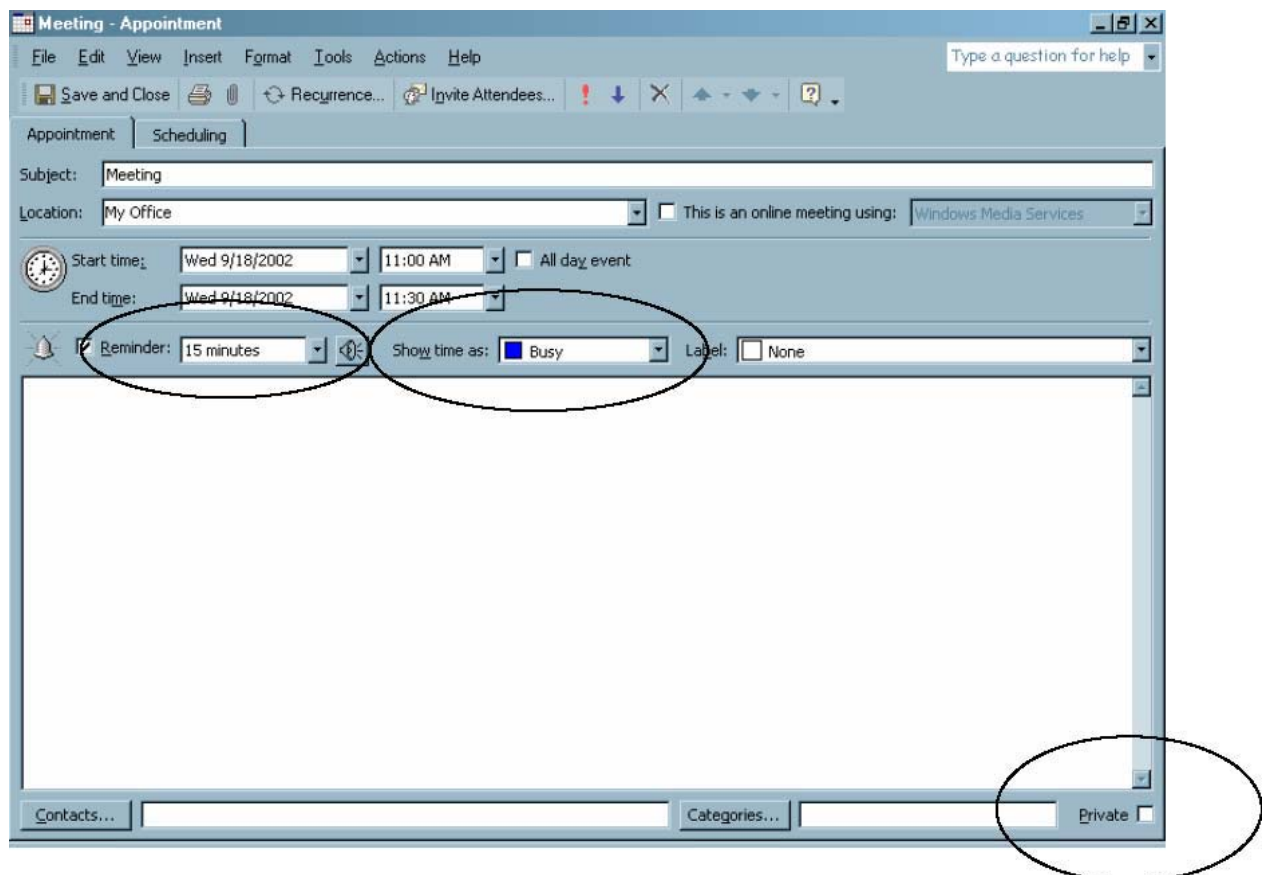 Meeting - Appointment
File Edit View Insert Format Tools Actions Help Type a question for help
Save and Close Recurrence... Invite Attendees...
Appointment Scheduling
Subject: Meeting
Location: My Office This is an online meeting using: Windows Media Services
Start time: Wed 9/18/2002 11:00 AM All day event
End time: Wed 9/18/2002 11:30 AM
Reminder: 15 minutes Show time as: Busy Label: None
Contacts... Categories... Private